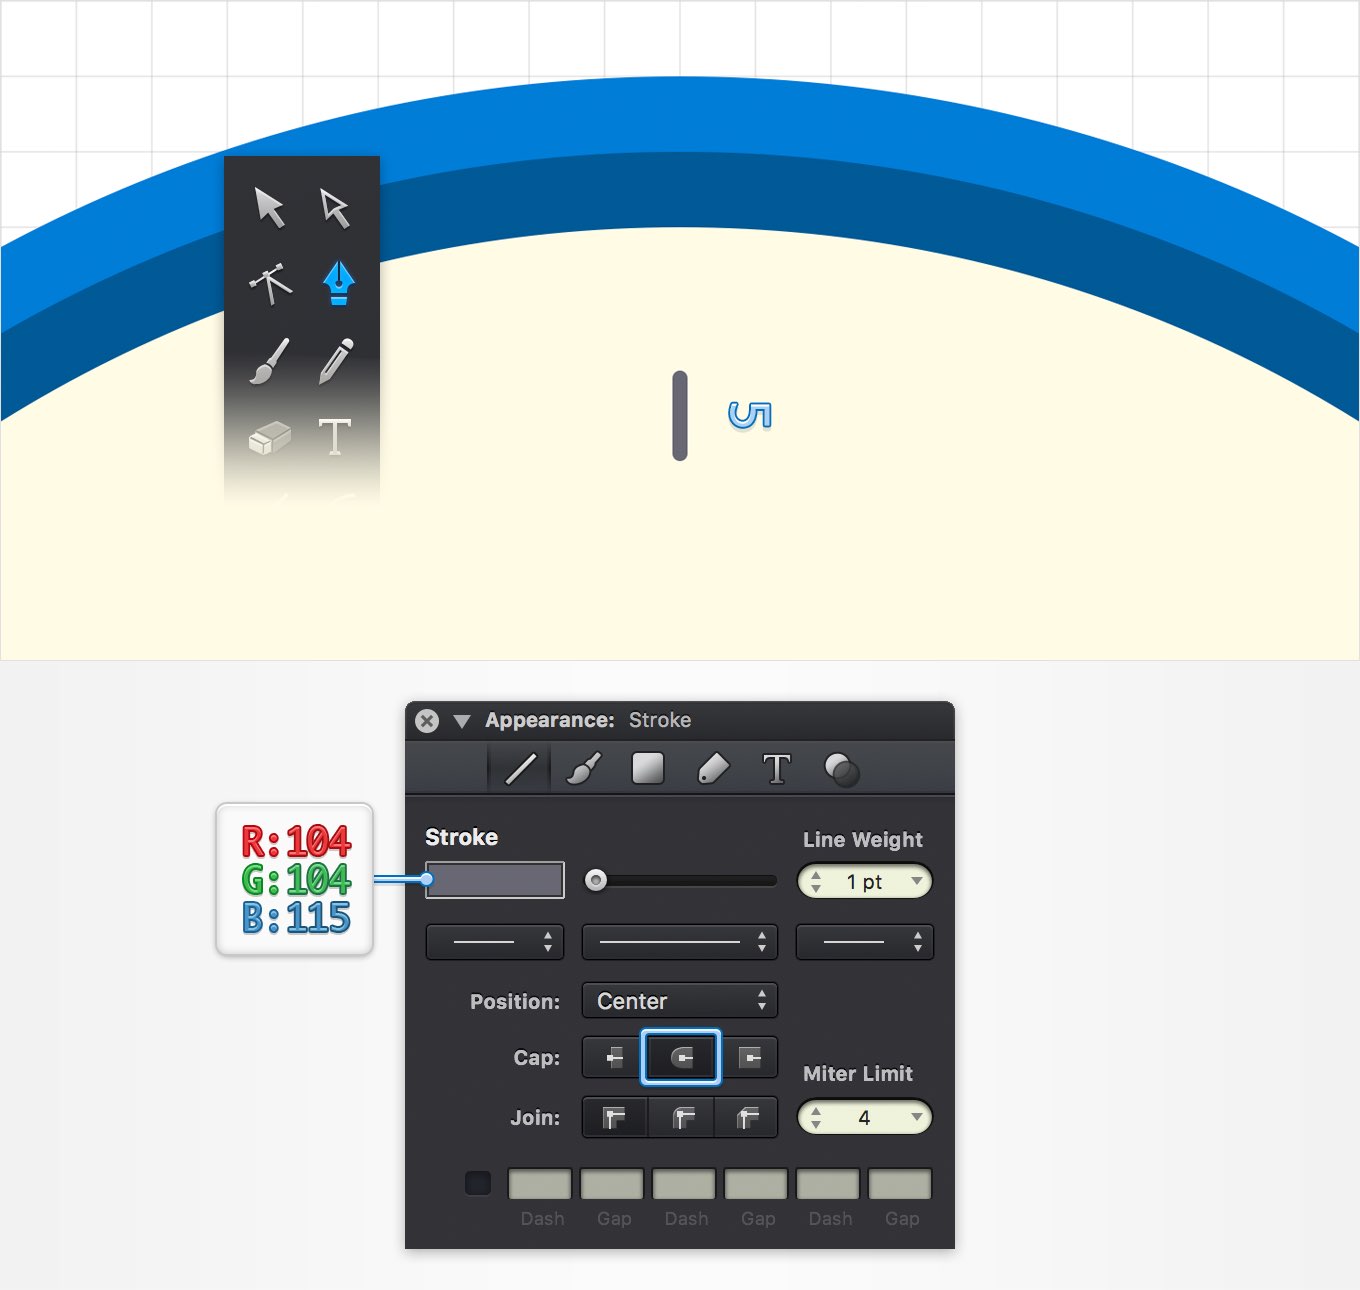 5
Appearance: Stroke
R:104
G:104
B:115
Stroke
Line Weight
1 pt
Position: Center
Cap:
Miter Limit
Join:
4
Dash Gap Dash Gap Dash Gap